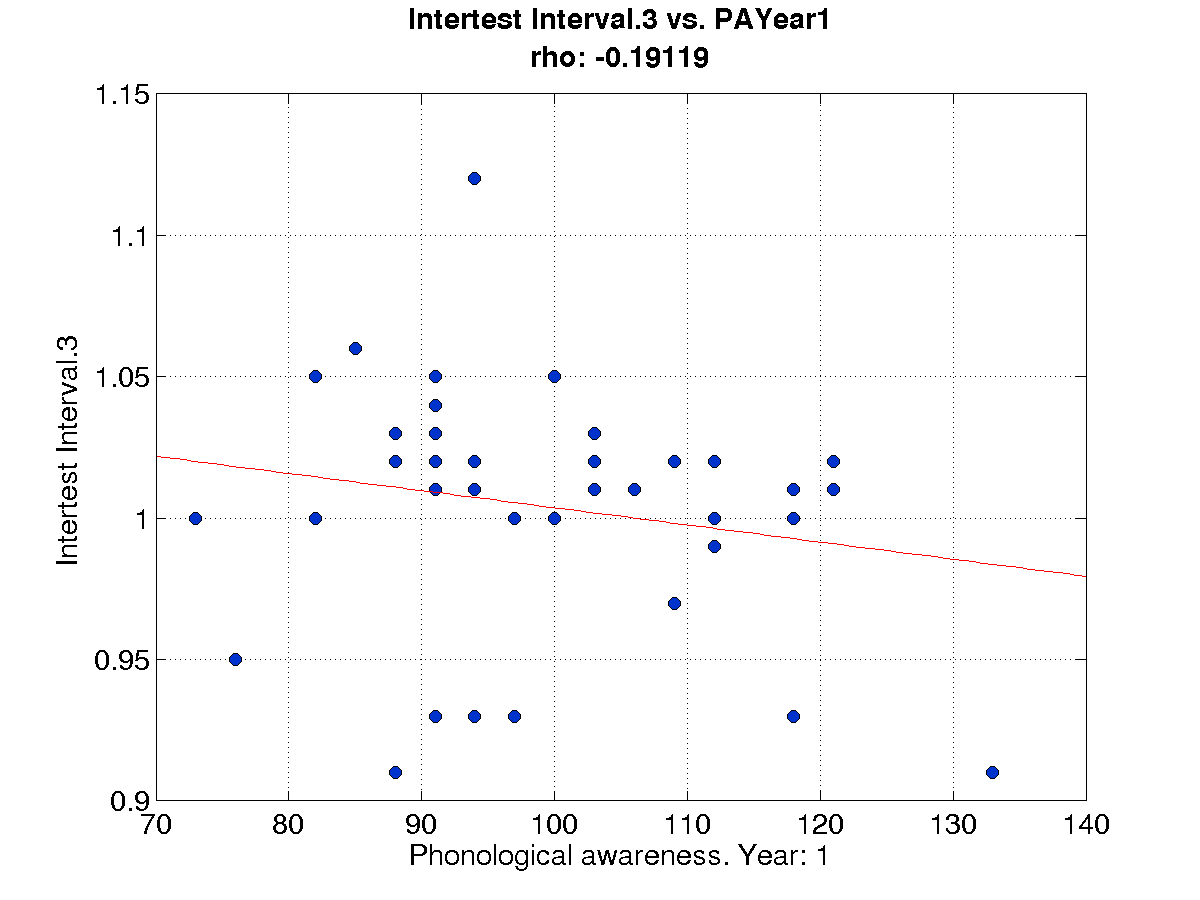 Intertest Interval.3 vs. PAYear1
rho: -0.19119
1.15
1.1
1.05
1
0.95
0.9
Intertest Interval.3
70 80 90 100 110 120 130 140
Phonological awareness. Year: 1